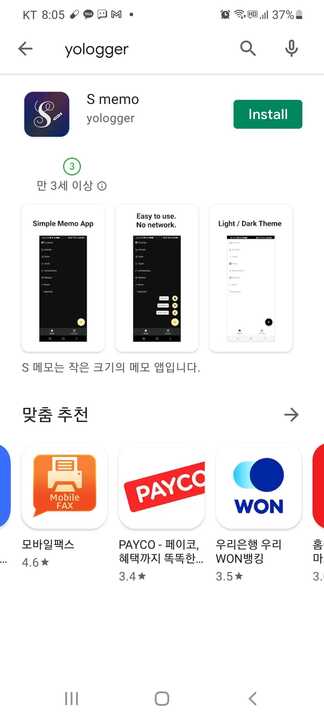 KT 8:05
37%
yologger
S memo
yologger
Install
3
만 3세 이상
Simple Memo App
Easy to use.
No network.
Light / Dark Theme
S 메모는 작은 크기의 메모 앱입니다.
맞춤 추천
Mobile
FAX
PAYCO
WON
모바일팩스
4.6★
PAYCO - 페이코,
혜택까지 똑똑한...
3.4★
우리은행 우리
WON뱅킹
3.5★
홈
마
3.